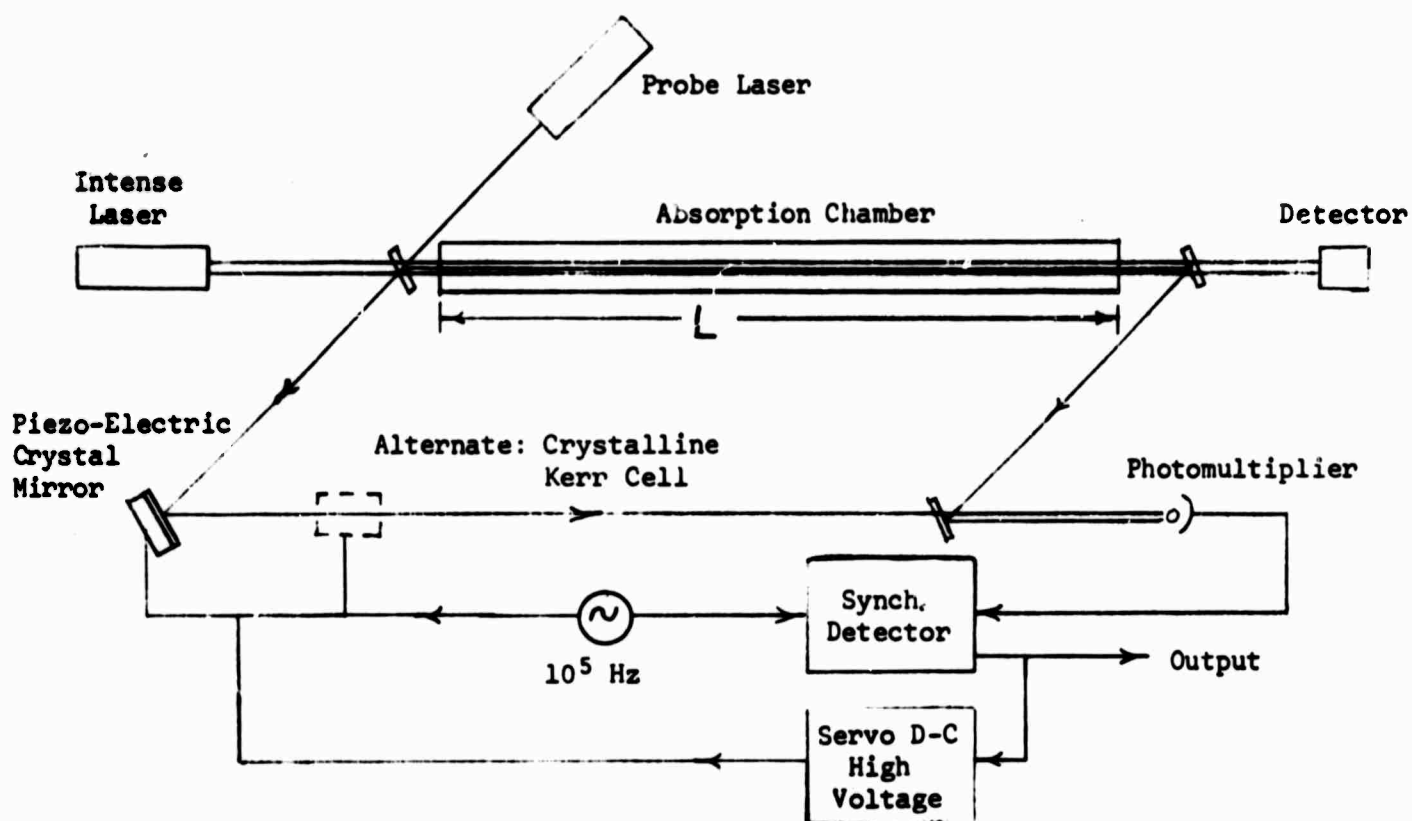 Probe Laser
Intense
Laser
Absorption Chamber
Detector
L
Piezo-Electric
Crystal
Mirror
Alternate: Crystalline
Kerr Cell
Photomultiplier
~
10⁵ Hz
Synch.
Detector
Output
Servo D-C
High
Voltage